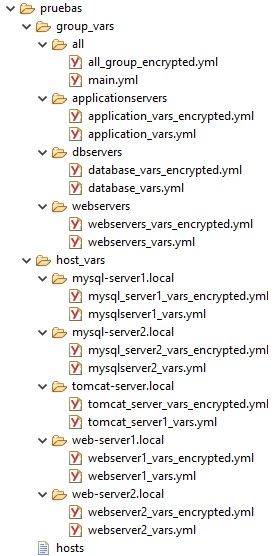 pruebas
group_vars
all
all_group_encrypted.yml
main.yml
applicationservers
application_vars_encrypted.yml
application_vars.yml
dbservers
database_vars_encrypted.yml
database_vars.yml
webservers
webservers_vars_encrypted.yml
webservers_vars.yml
host_vars
mysql-server1.local
mysql_server1_vars_encrypted.yml
mysqlserver1_vars.yml
mysql-server2.local
mysql_server2_vars_encrypted.yml
mysqlserver2_vars.yml
tomcat-server.local
tomcat_server_vars_encrypted.yml
tomcat_server1_vars.yml
web-server1.local
webserver1_vars_encrypted.yml
webserver1_vars.yml
web-server2.local
webserver2_vars_encrypted.yml
webserver2_vars.yml
hosts